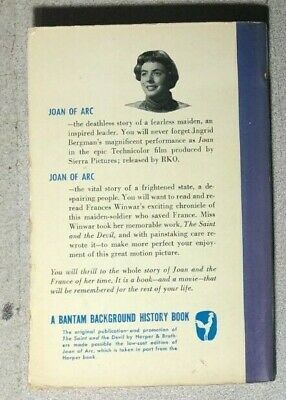 JOAN OF ARC
—the deathless story of a fearless maiden, an
inspired leader. You will never forget Ingrid
Bergman's magnificent performance as Joan
in the epic Technicolor film produced by
Sierra Pictures; released by RKO.
JOAN OF ARC
—the vital story of a frightened state, a de-
spairing people. You will want to read and re-
read Frances Winwar's exciting chronicle of
this maiden-soldier who saved France. Miss
Winwar took her memorable work, The Saint
and the Devil, and with painstaking care re-
wrote it—to make more perfect your enjoy-
ment of this great motion picture.
You will thrill to the whole story of Joan and the
France of her time. It is a book—and a movie—that
will be remembered for the rest of your life.
A BANTAM BACKGROUND HISTORY BOOK
The original publication and promotion of
The Saint and the Devil by Harper & Broth-
ers made possible the low-cost edition of
Joan of Arc, which is taken in part from the
Harper book.